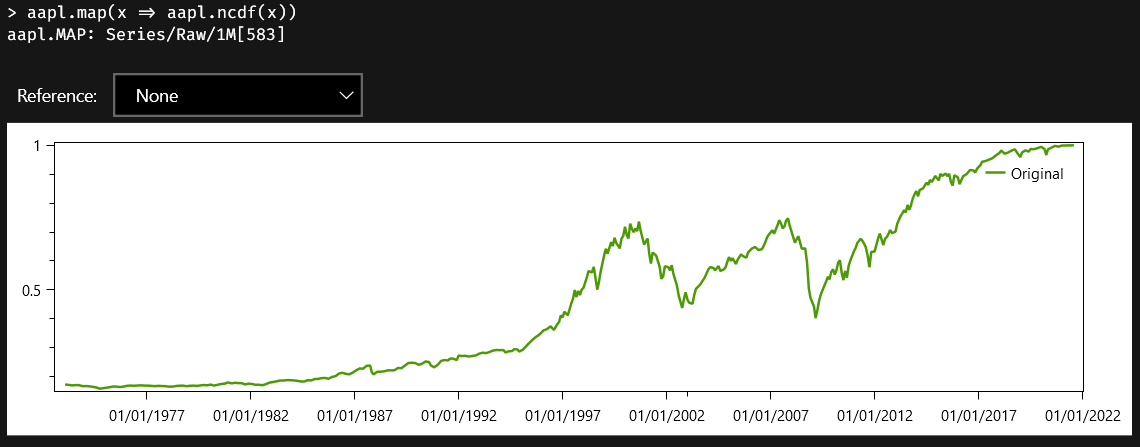 > aapl.map(x => aapl.ncdf(x))
aapl.MAP: Series/Raw/1M[583]
Reference: None
1
Original
0.5
01/01/1977 01/01/1982 01/01/1987 01/01/1992 01/01/1997 01/01/2002 01/01/2007 01/01/2012 01/01/2017 01/01/2022